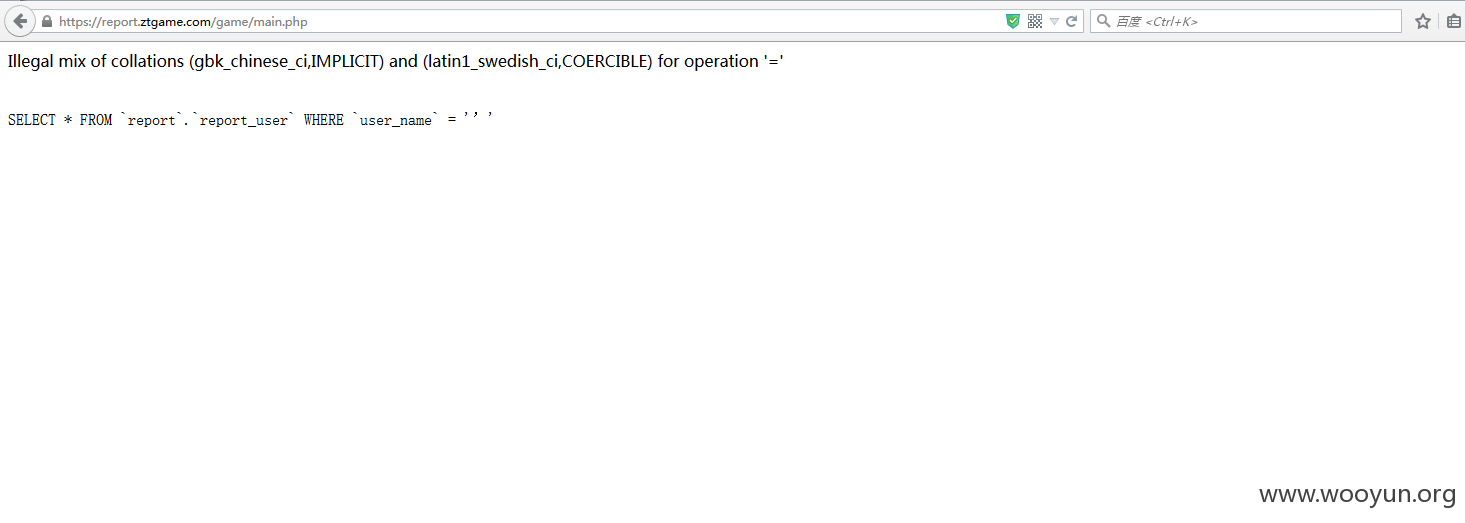 https://report.ztgame.com/game/main.php
百度 <Ctrl+K>
Illegal mix of collations (gbk_chinese_ci,IMPLICIT) and (latin1_swedish_ci,COERCIBLE) for operation '='
SELECT * FROM `report`.`report_user` WHERE `user_name` = '’'
www.wooyun.org